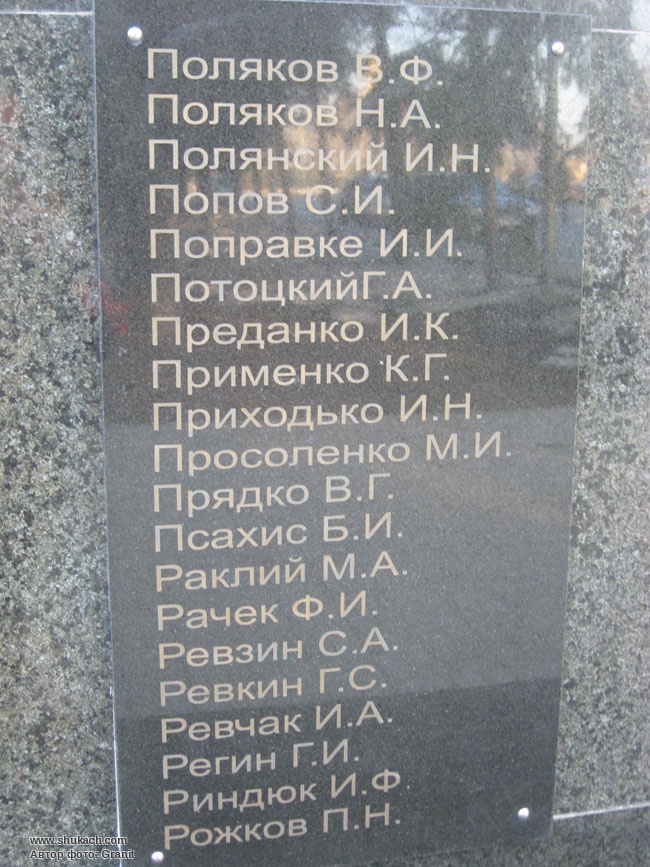 Поляков В.Ф.
Поляков Н.А.
Полянский И.Н.
Попов С.И.
Поправке И.И.
Потоцкий Г.А.
Преданко И.К.
Применко К.Г.
Приходько И.Н.
Просоленко М.И.
Прядко В.Г.
Псахис Б.И.
Раклий М.А.
Рачек Ф.И.
Ревзин С.А.
Ревкин Г.С.
Ревчак И.А.
Регин Г.И.
Риндюк И.Ф.
Рожков П.Н.
www.shukach.com
Автор фото- Granit